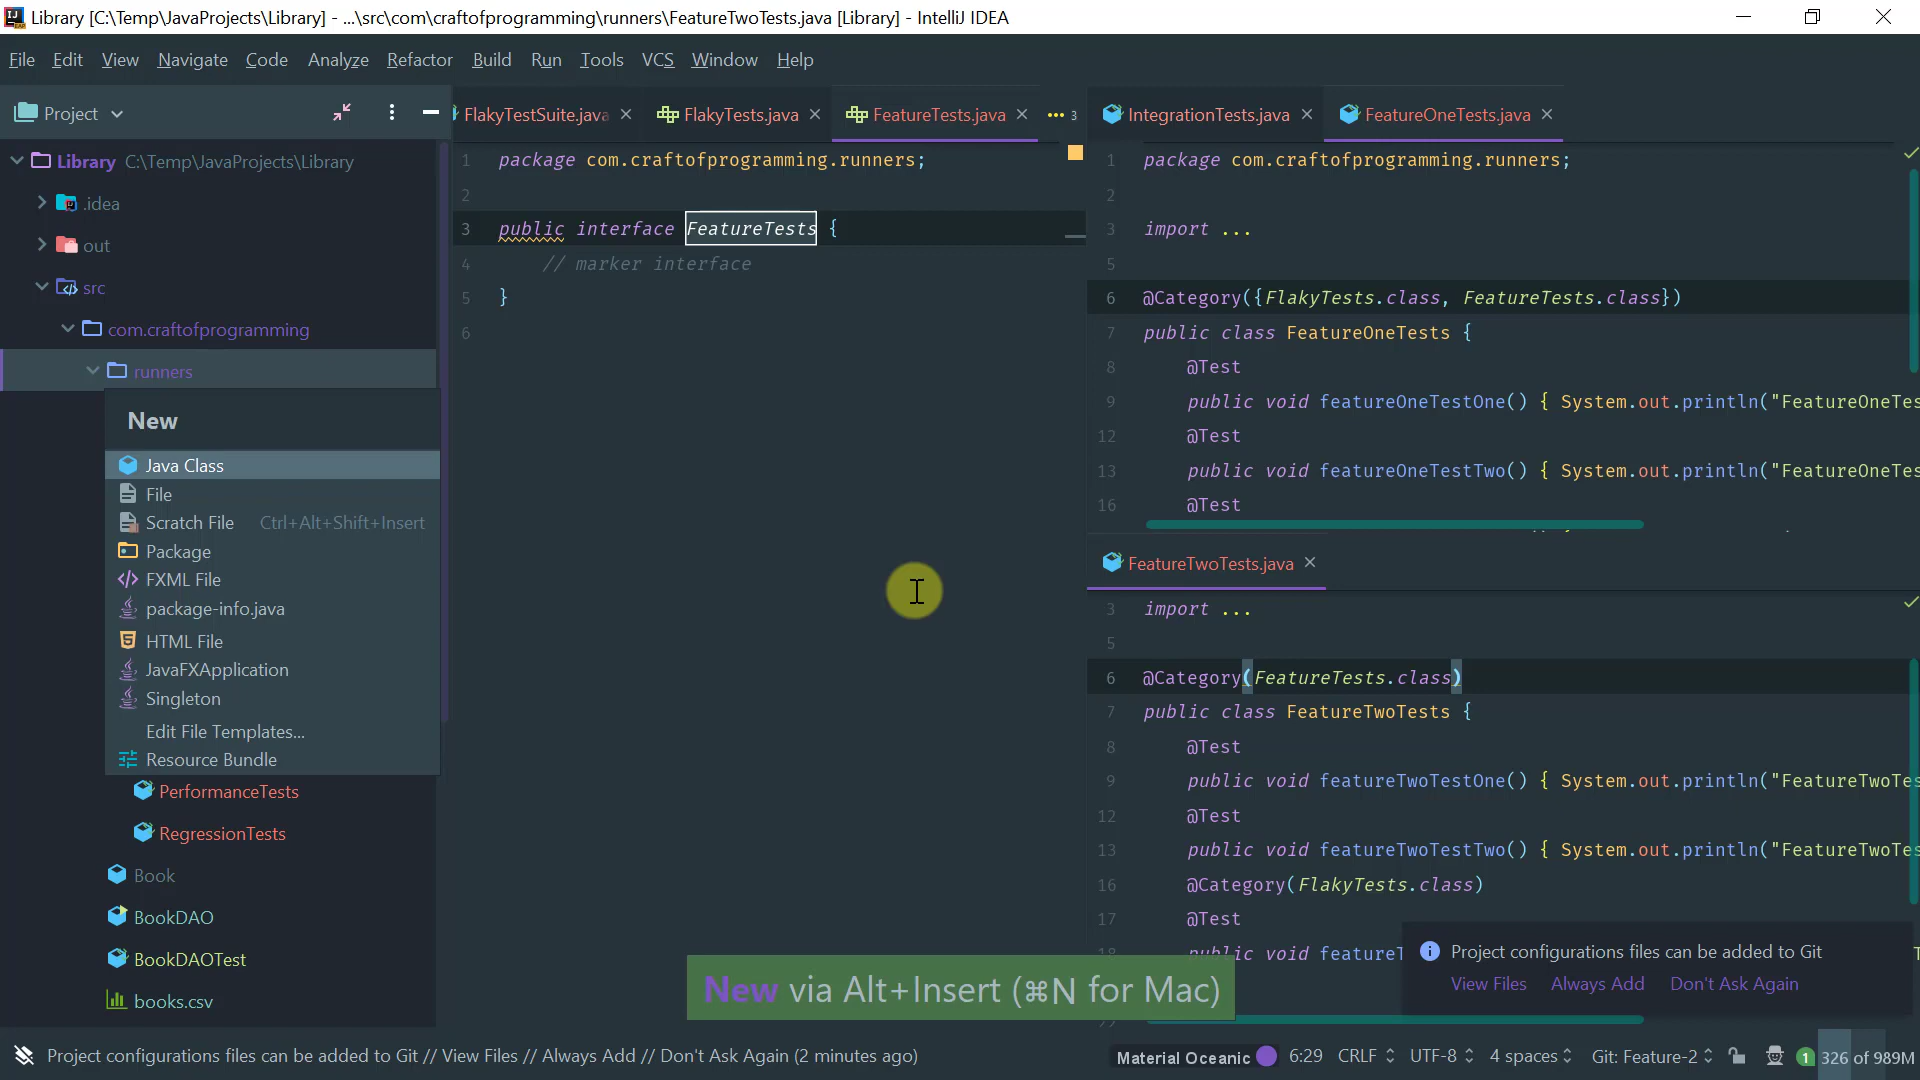 Library [C:\Temp\JavaProjects\Library] - ...\src\com\craftofprogramming\runners\FeatureTwoTests.java [Library] - IntelliJ IDEA
File Edit View Navigate Code Analyze Refactor Build Run Tools VCS Window Help
Project
Library C:\Temp\JavaProjects\Library
.idea
out
src
com.craftofprogramming
runners
New
Java Class
File
Scratch File Ctrl+Alt+Shift+Insert
Package
FXML File
package-info.java
HTML File
JavaFXApplication
Singleton
Edit File Templates...
Resource Bundle
PerformanceTests
RegressionTests
Book
BookDAO
BookDAOTest
books.csv
FlakyTestSuite.java FlakyTests.java FeatureTests.java 3
1 package com.craftofprogramming.runners;
2
3 public interface FeatureTests {
4 // marker interface
5 }
6
IntegrationTests.java FeatureOneTests.java
1 package com.craftofprogramming.runners;
2
3 import ...
5
6 @Category({FlakyTests.class, FeatureTests.class})
7 public class FeatureOneTests {
8 @Test
9 public void featureOneTestOne() { System.out.println("FeatureOneTes
12 @Test
13 public void featureOneTestTwo() { System.out.println("FeatureOneTes
16 @Test
FeatureTwoTests.java
3 import ...
5
6 @Category(FeatureTests.class)
7 public class FeatureTwoTests {
8 @Test
9 public void featureTwoTestOne() { System.out.println("FeatureTwoTes
12 @Test
13 public void featureTwoTestTwo() { System.out.println("FeatureTwoTes
16 @Category(FlakyTests.class)
17 @Test
18 public void featureT
Project configurations files can be added to Git
View Files Always Add Don't Ask Again
New via Alt+Insert (⌘N for Mac)
Project configurations files can be added to Git // View Files // Always Add // Don't Ask Again (2 minutes ago)
Material Oceanic 6:29 CRLF UTF-8 4 spaces Git: Feature-2 1 326 of 989M